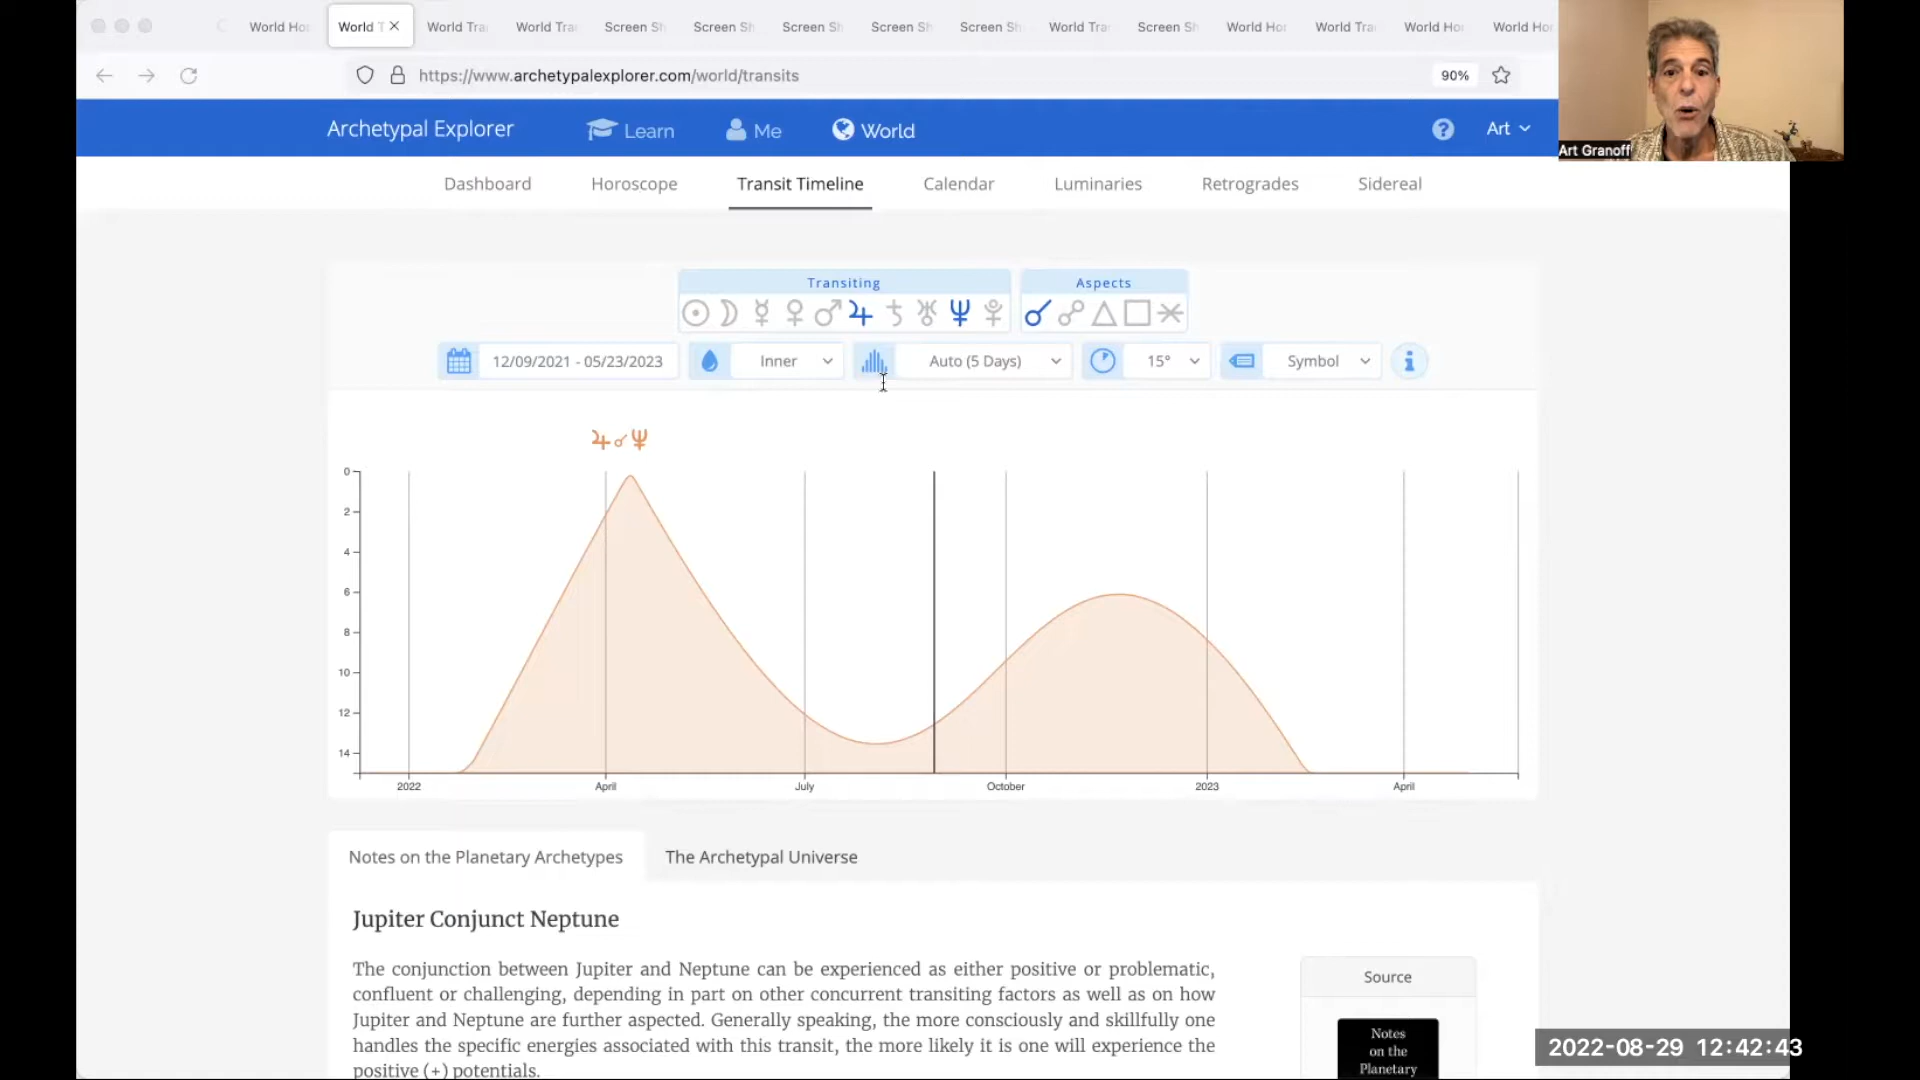 World Ho
World T
World Tra
World Tra
Screen Sh
Screen Sh
Screen Sh
Screen Sh
Screen Sh
World Tra
Screen Sh
World Hor
World Tra
World Ho
World Hor
https://www.archetypalexplorer.com/world/transits
90%
Art Granoff
Archetypal Explorer
Learn
Me
World
?
Art
Dashboard
Horoscope
Transit Timeline
Calendar
Luminaries
Retrogrades
Sidereal
Transiting
Aspects
☉ ☽ ☿ ♀ ♂ ♃ ♄ ♅ ♆ ♇
☌ ☍ △ □ ⚹
12/09/2021 - 05/23/2023
Inner
Auto (5 Days)
15°
Symbol
♃☌♆
0
2
4
6
8
10
12
14
2022
April
July
October
2023
April
Notes on the Planetary Archetypes
The Archetypal Universe
Jupiter Conjunct Neptune
The conjunction between Jupiter and Neptune can be experienced as either positive or problematic,
confluent or challenging, depending in part on other concurrent transiting factors as well as on how
Jupiter and Neptune are further aspected. Generally speaking, the more consciously and skillfully one
handles the specific energies associated with this transit, the more likely it is one will experience the
positive (+) potentials.
Source
Notes
on the
Planetary
2022-08-29 12:42:43